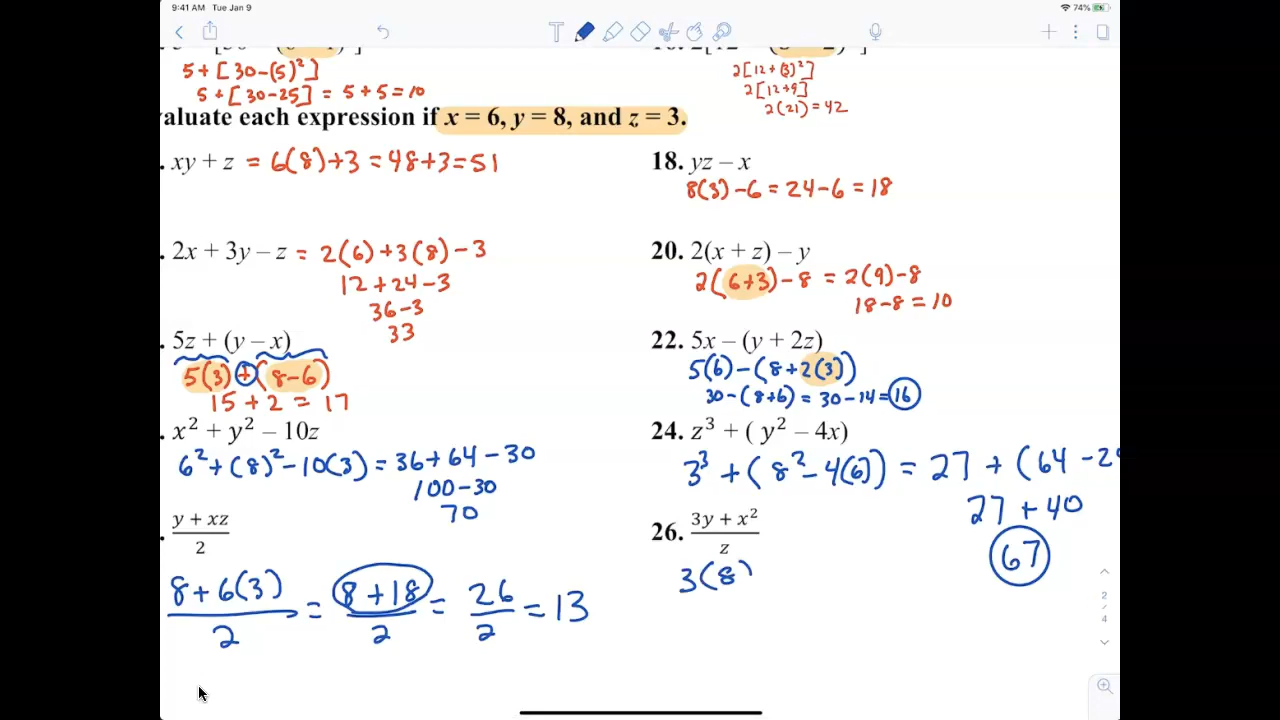 9:41 AM Tue Jan 9
74%
T
5 + [30-(5)²]
5 + [30-25] = 5 + 5 = 10
2[12 + (3)²]
2[12+9]
2(21) = 42
aluate each expression if x = 6, y = 8, and z = 3.
. xy + z = 6(8)+3 = 48+3=51
18. yz – x
8(3) -6 = 24-6 = 18
. 2x + 3y – z = 2(6)+3(8)-3
12 + 24 -3
36-3
33
20. 2(x + z) – y
2(6+3)-8 = 2(9)-8
18-8 = 10
. 5z + (y – x)
5(3) + (8-6)
15 + 2 = 17
22. 5x – (y + 2z)
5(6) - (8+2(3))
30-(8+6) = 30-14=16
. x² + y² – 10z
6² + (8)² -10(3) = 36+64-30
100-30
70
24. z³ + ( y² – 4x)
3³ + (8² - 4(6)) = 27 + (64 -24
27 + 40
67
. y + xz
2
8+6(3) = 8+18 = 26 = 13
2 2 2
26. 3y + x²
z
3(8)
2
/
4